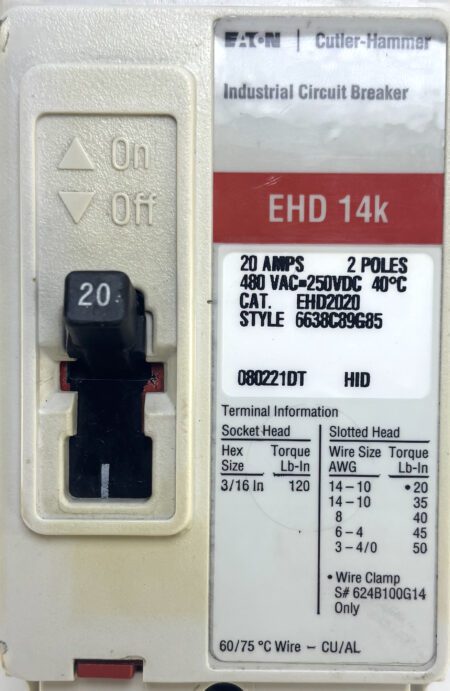 EATON | Cutler-Hammer
Industrial Circuit Breaker
EHD 14k
On
Off
20
20 AMPS 2 POLES
480 VAC=250VDC 40°C
CAT. EHD2020
STYLE 6638C89G85
080221DT HID
Terminal Information
Socket Head Slotted Head
Hex Torque Wire Size Torque
Size Lb-In AWG Lb-In
3/16 In 120 14-10 •20
14-10 35
8 40
6-4 45
3-4/0 50
• Wire Clamp
S# 624B100G14
Only
60/75 °C Wire – CU/AL